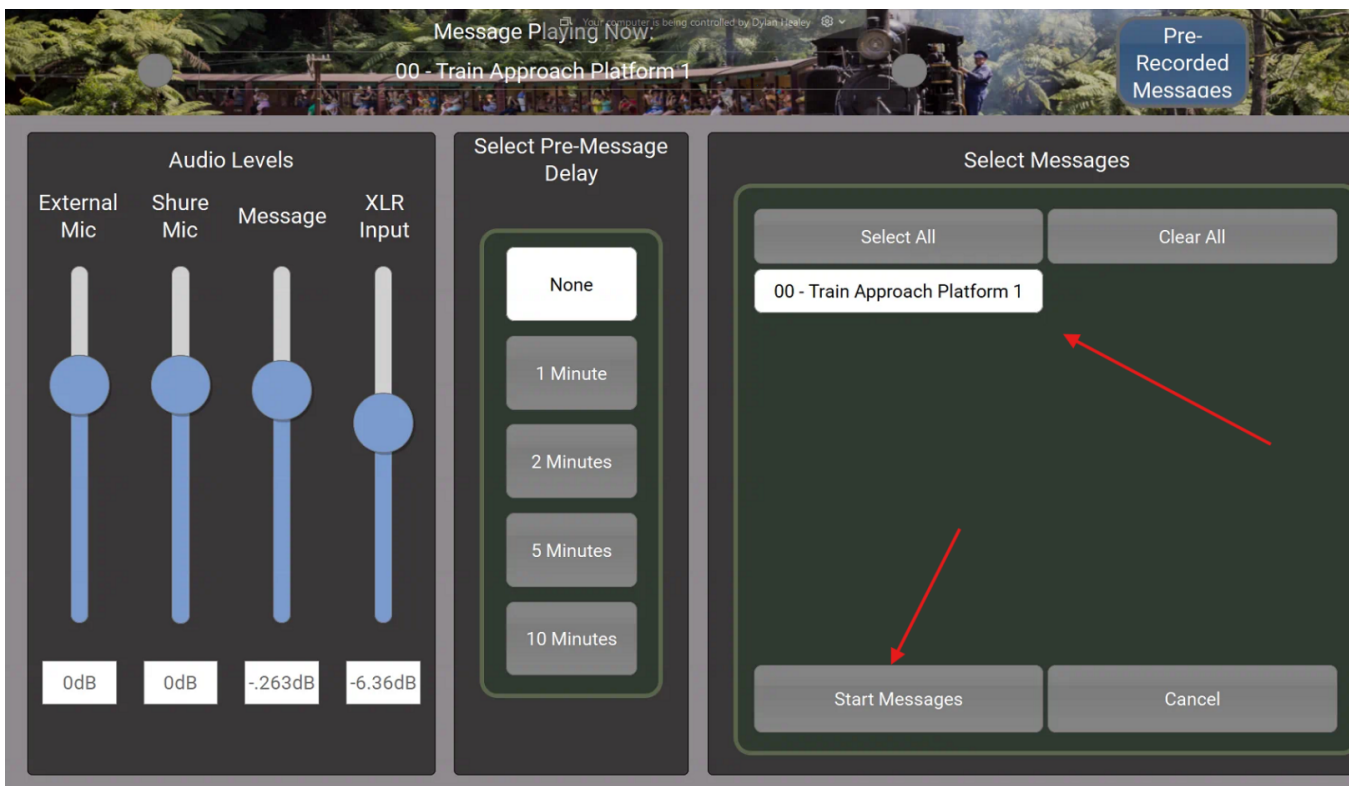 Your computer is being controlled by Dylan Healey
Message Playing Now:
00 - Train Approach Platform 1
Pre-
Recorded
Messages
Audio Levels
External
Mic
Shure
Mic
Message
XLR
Input
0dB
0dB
-.263dB
-6.36dB
Select Pre-Message
Delay
None
1 Minute
2 Minutes
5 Minutes
10 Minutes
Select Messages
Select All
Clear All
00 - Train Approach Platform 1
Start Messages
Cancel